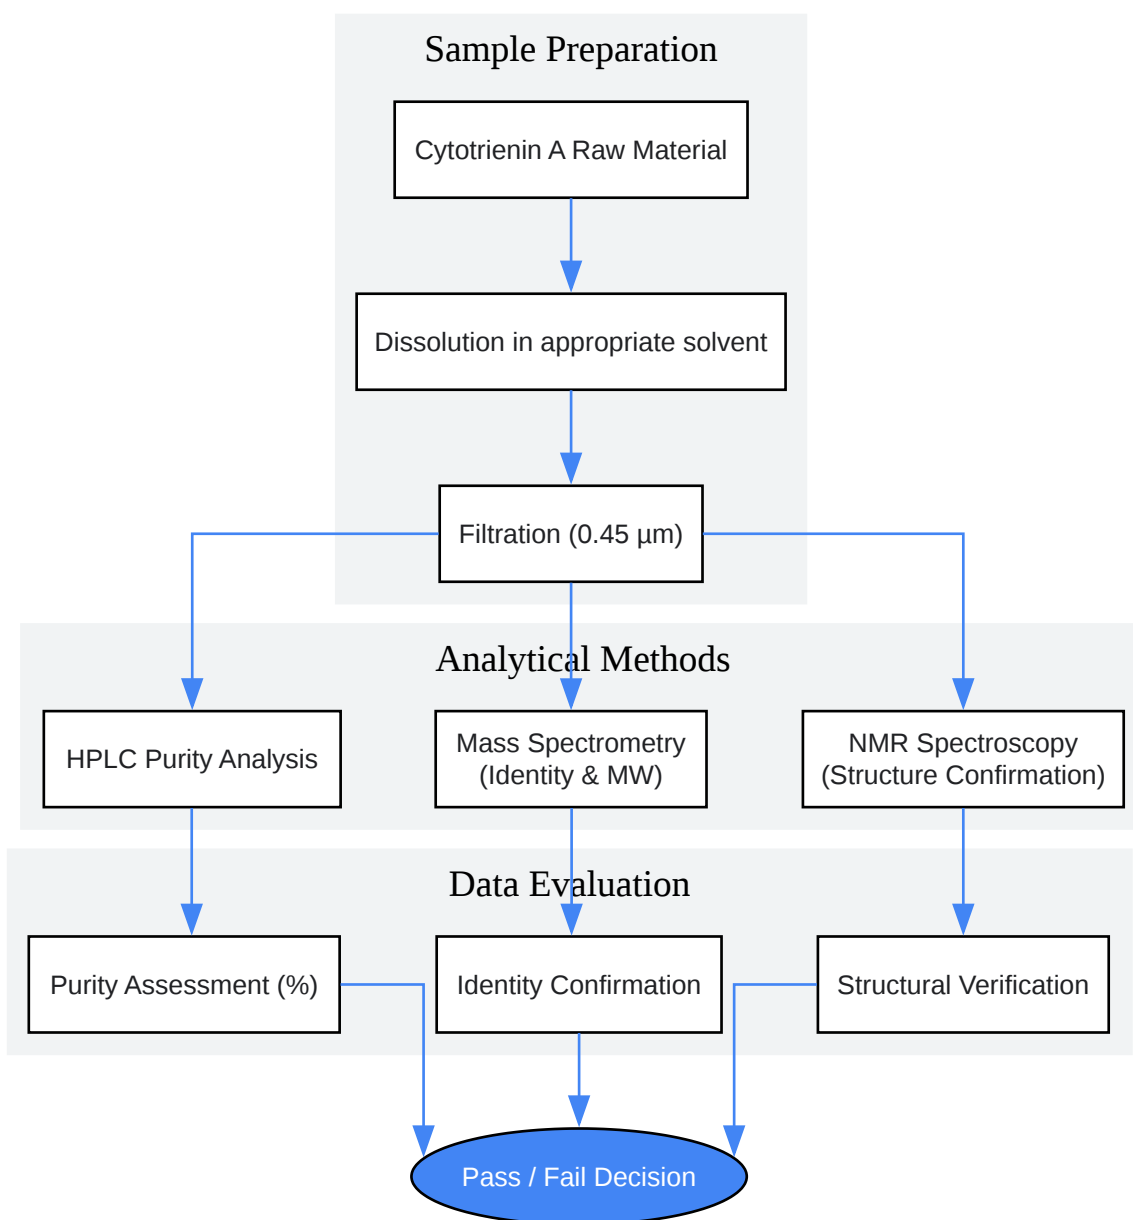 Sample Preparation
Cytotrienin A Raw Material
Dissolution in appropriate solvent
Filtration (0.45 µm)
Analytical Methods
HPLC Purity Analysis
Mass Spectrometry
(Identity & MW)
NMR Spectroscopy
(Structure Confirmation)
Data Evaluation
Purity Assessment (%)
Identity Confirmation
Structural Verification
Pass / Fail Decision